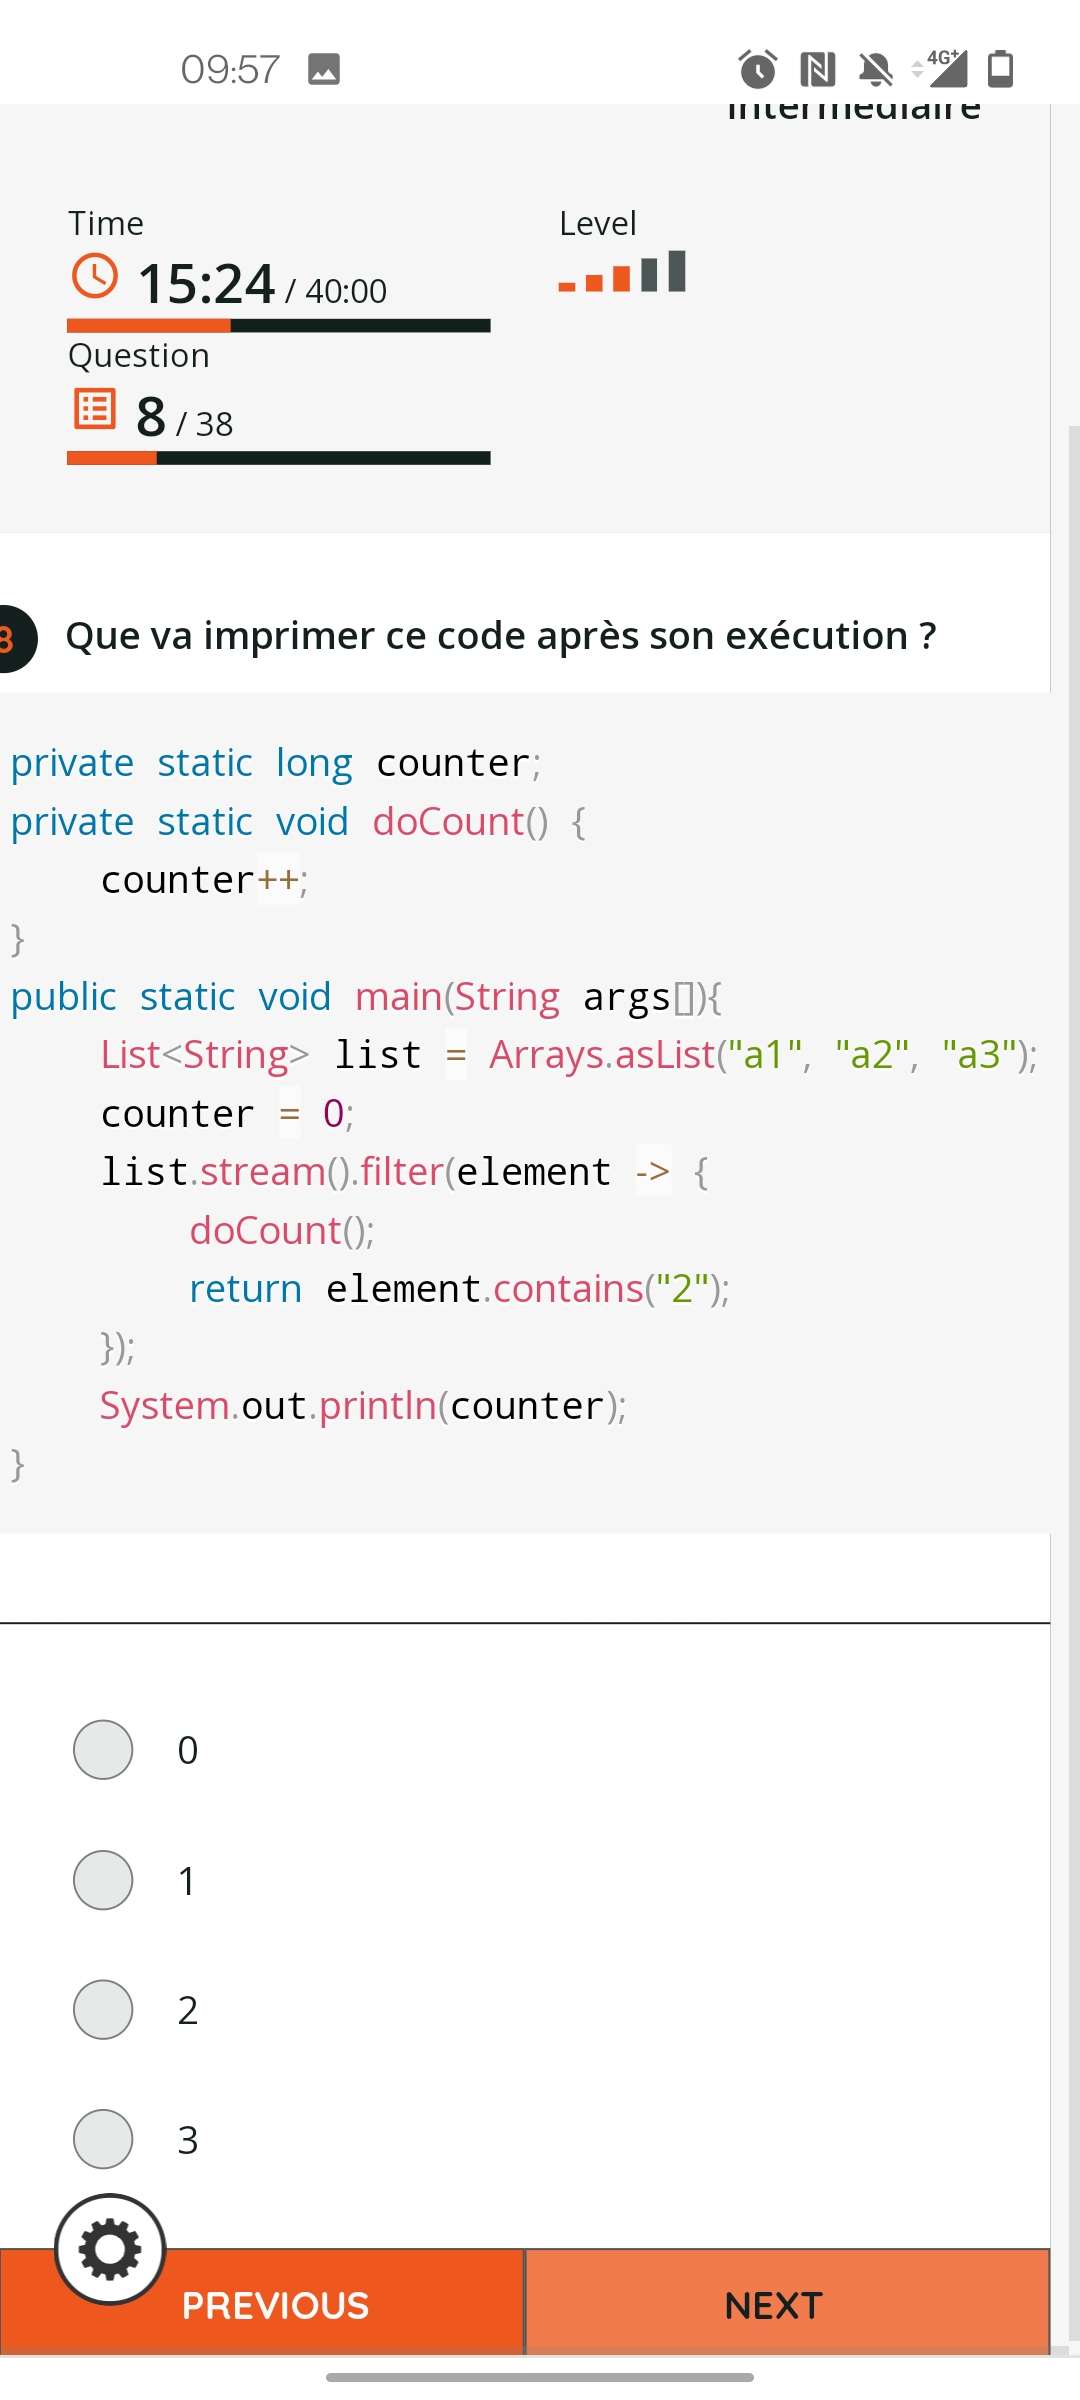 09:57
4G+
intermédiaire
Time
Level
15:24 / 40:00
Question
8 / 38
8 Que va imprimer ce code après son exécution ?
private static long counter;
private static void doCount() {
counter++;
}
public static void main(String args[]){
List<String> list = Arrays.asList("a1", "a2", "a3");
counter = 0;
list.stream().filter(element -> {
doCount();
return element.contains("2");
});
System.out.println(counter);
}
0
1
2
3
PREVIOUS
NEXT